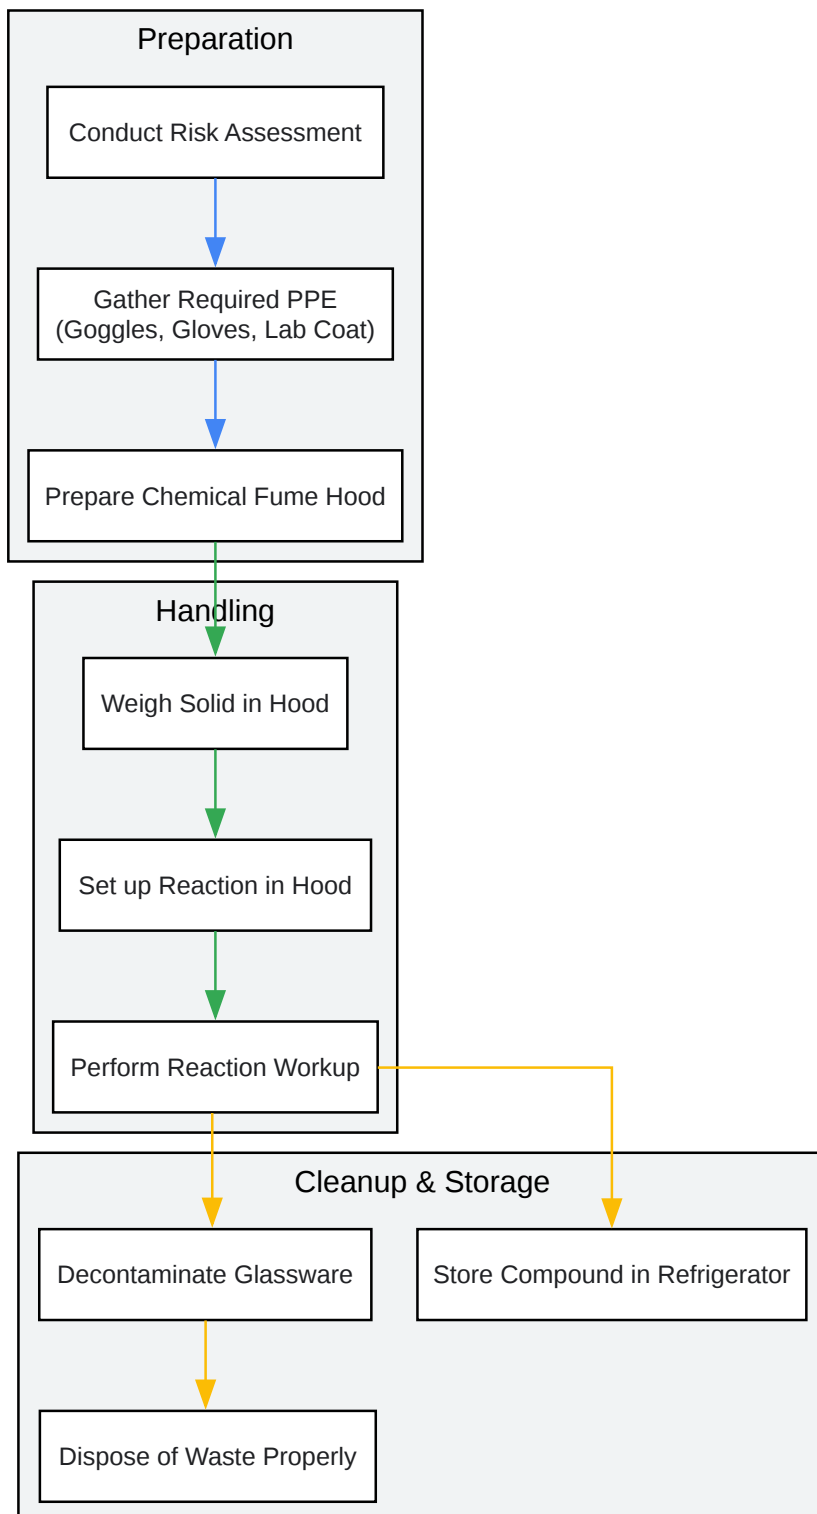 Preparation
Conduct Risk Assessment
Gather Required PPE
(Goggles, Gloves, Lab Coat)
Prepare Chemical Fume Hood
Handling
Weigh Solid in Hood
Set up Reaction in Hood
Perform Reaction Workup
Cleanup & Storage
Decontaminate Glassware
Store Compound in Refrigerator
Dispose of Waste Properly